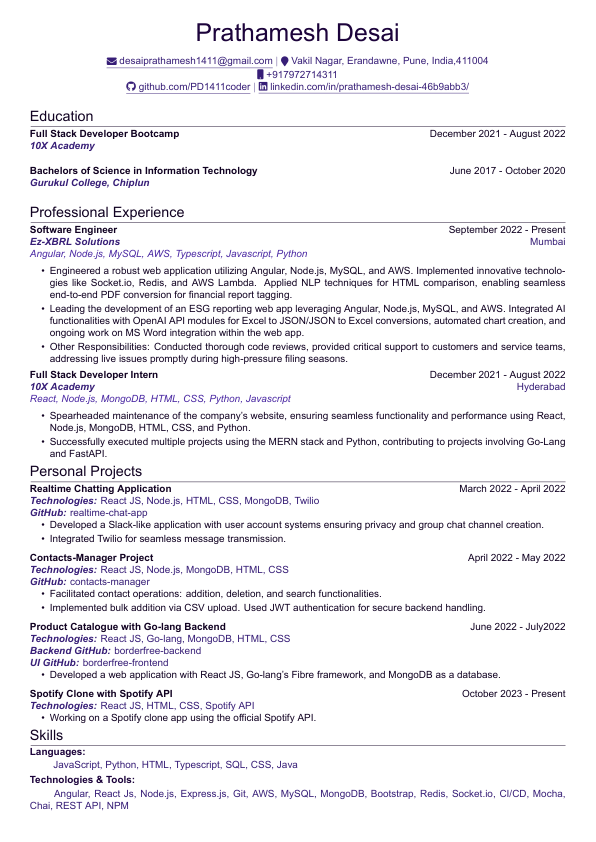 Prathamesh Desai
desaiprathamesh1411@gmail.com | Vakil Nagar, Erandawne, Pune, India,411004
+917972714311
github.com/PD1411coder | linkedin.com/in/prathamesh-desai-46b9abb3/
Education
Full Stack Developer Bootcamp December 2021 - August 2022
10X Academy
Bachelors of Science in Information Technology June 2017 - October 2020
Gurukul College, Chiplun
Professional Experience
Software Engineer September 2022 - Present
Ez-XBRL Solutions Mumbai
Angular, Node.js, MySQL, AWS, Typescript, Javascript, Python
• Engineered a robust web application utilizing Angular, Node.js, MySQL, and AWS. Implemented innovative technolo-
gies like Socket.io, Redis, and AWS Lambda. Applied NLP techniques for HTML comparison, enabling seamless
end-to-end PDF conversion for financial report tagging.
• Leading the development of an ESG reporting web app leveraging Angular, Node.js, MySQL, and AWS. Integrated AI
functionalities with OpenAI API modules for Excel to JSON/JSON to Excel conversions, automated chart creation, and
ongoing work on MS Word integration within the web app.
• Other Responsibilities: Conducted thorough code reviews, provided critical support to customers and service teams,
addressing live issues promptly during high-pressure filing seasons.
Full Stack Developer Intern December 2021 - August 2022
10X Academy Hyderabad
React, Node.js, MongoDB, HTML, CSS, Python, Javascript
• Spearheaded maintenance of the company's website, ensuring seamless functionality and performance using React,
Node.js, MongoDB, HTML, CSS, and Python.
• Successfully executed multiple projects using the MERN stack and Python, contributing to projects involving Go-Lang
and FastAPI.
Personal Projects
Realtime Chatting Application March 2022 - April 2022
Technologies: React JS, Node.js, HTML, CSS, MongoDB, Twilio
GitHub: realtime-chat-app
• Developed a Slack-like application with user account systems ensuring privacy and group chat channel creation.
• Integrated Twilio for seamless message transmission.
Contacts-Manager Project April 2022 - May 2022
Technologies: React JS, Node.js, MongoDB, HTML, CSS
GitHub: contacts-manager
• Facilitated contact operations: addition, deletion, and search functionalities.
• Implemented bulk addition via CSV upload. Used JWT authentication for secure backend handling.
Product Catalogue with Go-lang Backend June 2022 - July2022
Technologies: React JS, Go-lang, MongoDB, HTML, CSS
Backend GitHub: borderfree-backend
UI GitHub: borderfree-frontend
• Developed a web application with React JS, Go-lang's Fibre framework, and MongoDB as a database.
Spotify Clone with Spotify API October 2023 - Present
Technologies: React JS, HTML, CSS, Spotify API
• Working on a Spotify clone app using the official Spotify API.
Skills
Languages:
JavaScript, Python, HTML, Typescript, SQL, CSS, Java
Technologies & Tools:
Angular, React Js, Node.js, Express.js, Git, AWS, MySQL, MongoDB, Bootstrap, Redis, Socket.io, CI/CD, Mocha,
Chai, REST API, NPM